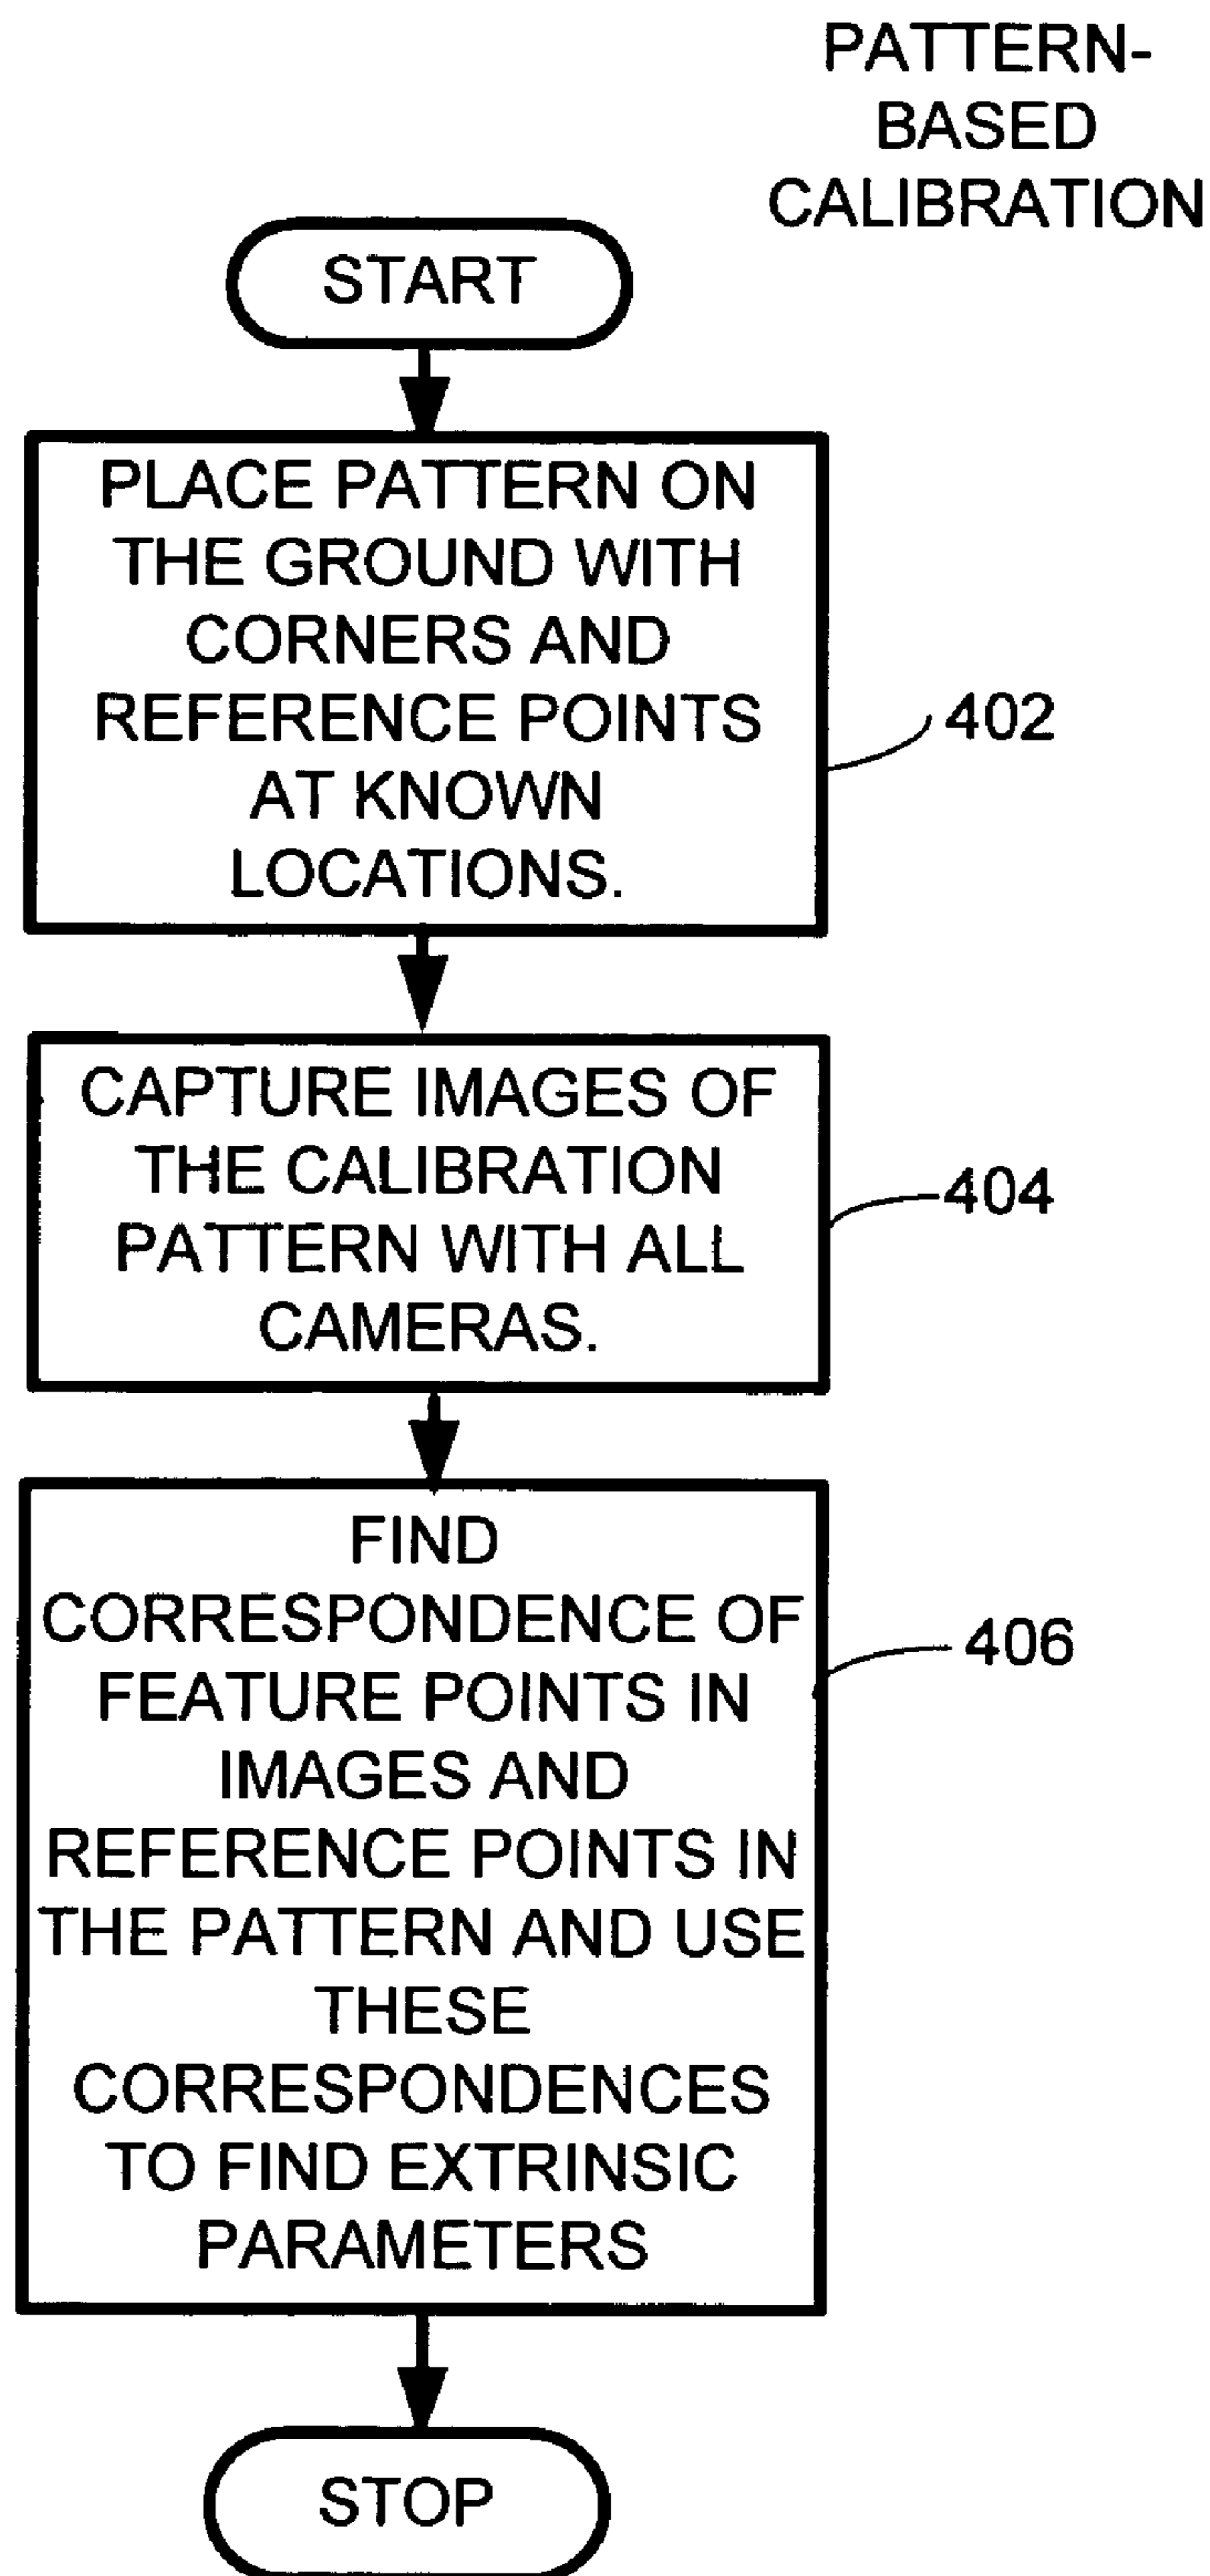 PATTERN-
BASED
CALIBRATION
START
PLACE PATTERN ON
THE GROUND WITH
CORNERS AND
REFERENCE POINTS
AT KNOWN
LOCATIONS.
402
CAPTURE IMAGES OF
THE CALIBRATION
PATTERN WITH ALL
CAMERAS.
404
FIND
CORRESPONDENCE OF
FEATURE POINTS IN
IMAGES AND
REFERENCE POINTS IN
THE PATTERN AND USE
THESE
CORRESPONDENCES
TO FIND EXTRINSIC
PARAMETERS
406
STOP